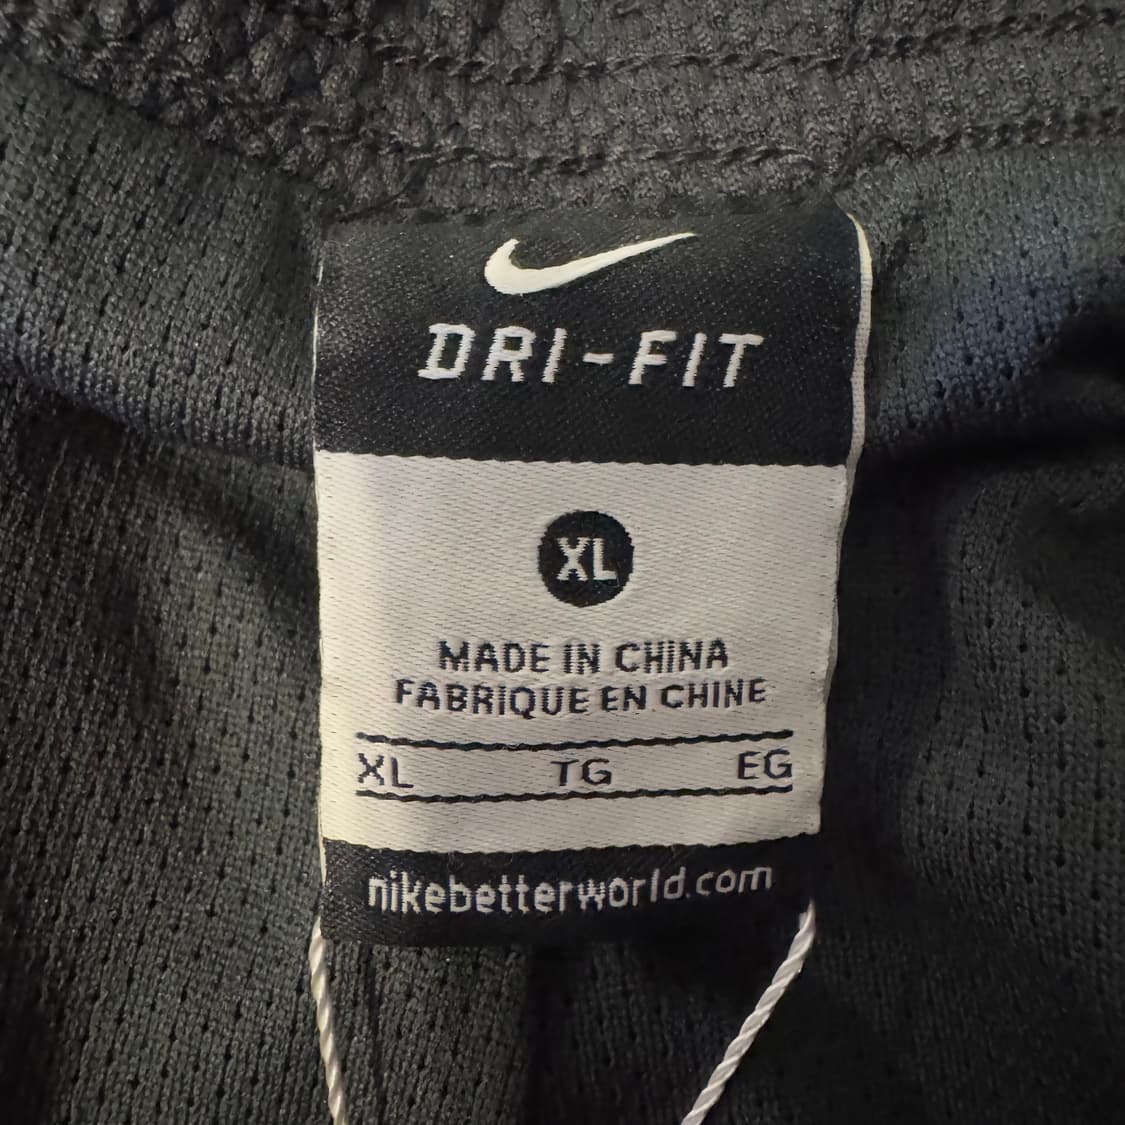 DRI-FIT
XL
MADE IN CHINA
FABRIQUE EN CHINE
XL TG EG
nikebetterworld.com